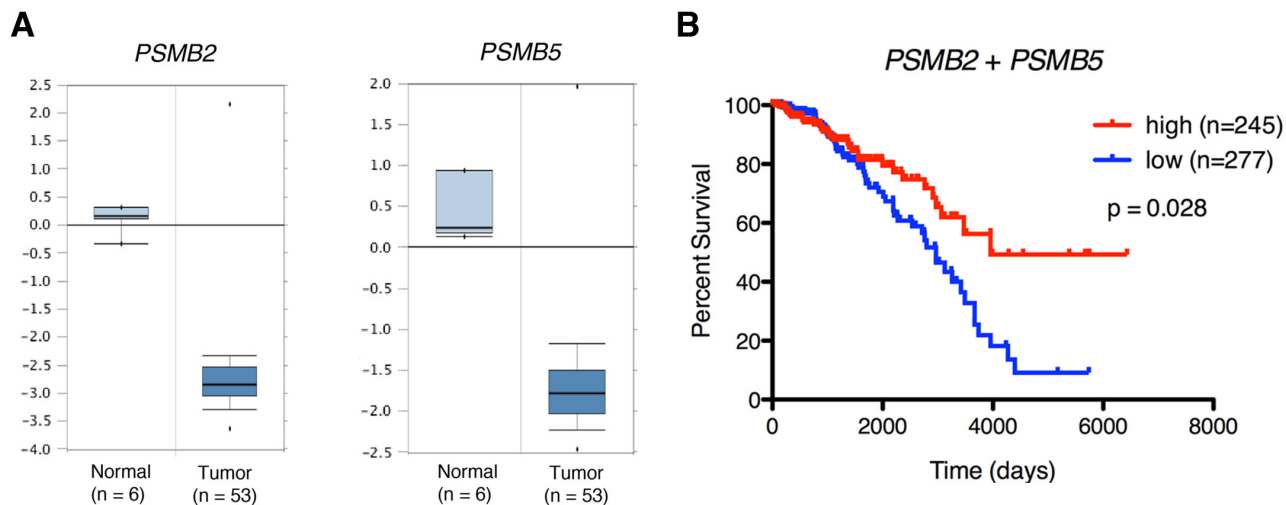 A
PSMB2
2.5
2.0
1.5
1.0
0.5
0.0
−0.5
−1.0
−1.5
−2.0
−2.5
−3.0
−3.5
−4.0
Normal
(n = 6)
Tumor
(n = 53)
PSMB5
2.0
1.5
1.0
0.5
0.0
−0.5
−1.0
−1.5
−2.0
−2.5
Normal
(n = 6)
Tumor
(n = 53)
B
PSMB2 + PSMB5
Percent Survival
100
80
60
40
20
0
high (n=245)
low (n=277)
p = 0.028
0
2000
4000
6000
8000
Time (days)